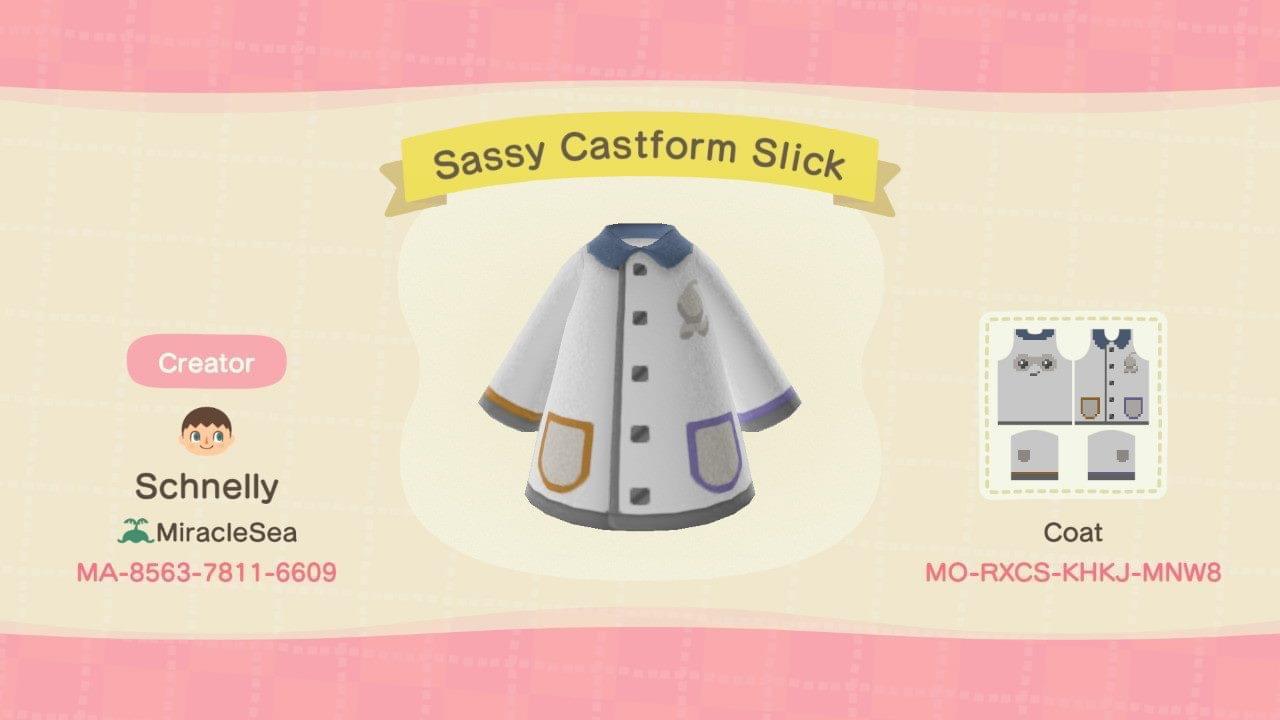 Sassy Castform Slick
Creator
Schnelly
MiracleSea
MA-8563-7811-6609
Coat
MO-RXCS-KHKJ-MNW8